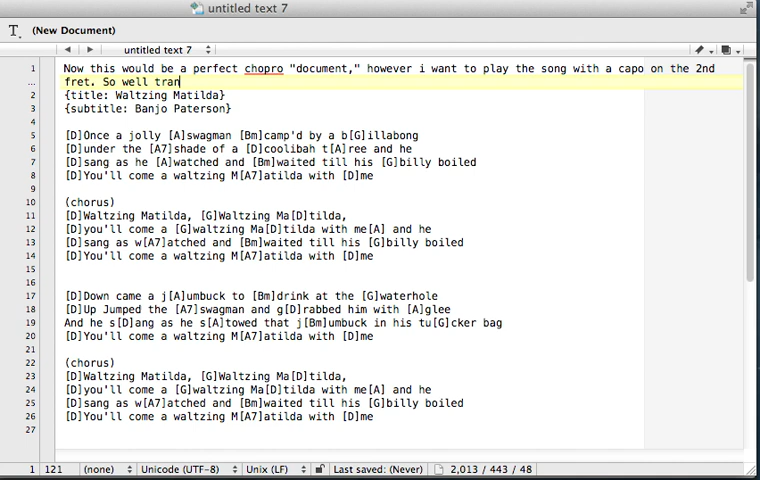 untitled text 7
T. (New Document)
untitled text 7
1 Now this would be a perfect chopro "document," however i want to play the song with a capo on the 2nd
fret. So well tran
2 {title: Waltzing Matilda}
3 {subtitle: Banjo Paterson}
4
5 [D]Once a jolly [A]swagman [Bm]camp'd by a b[G]illabong
6 [D]under the [A7]shade of a [D]coolibah t[A]ree and he
7 [D]sang as he [A]watched and [Bm]waited till his [G]billy boiled
8 [D]You'll come a waltzing M[A7]atilda with [D]me
9
10 (chorus)
11 [D]Waltzing Matilda, [G]Waltzing Ma[D]tilda,
12 [D]you'll come a [G]waltzing Ma[D]tilda with me[A] and he
13 [D]sang as w[A7]atched and [Bm]waited till his [G]billy boiled
14 [D]You'll come a waltzing M[A7]atilda with [D]me
15
16
17 [D]Down came a j[A]umbuck to [Bm]drink at the [G]waterhole
18 [D]Up Jumped the [A7]swagman and g[D]rabbed him with [A]glee
19 And he s[D]ang as he s[A]towed that j[Bm]umbuck in his tu[G]cker bag
20 [D]You'll come a waltzing M[A7]atilda with [D]me
21
22 (chorus)
23 [D]Waltzing Matilda, [G]Waltzing Ma[D]tilda,
24 [D]you'll come a [G]waltzing Ma[D]tilda with me[A] and he
25 [D]sang as w[A7]atched and [Bm]waited till his [G]billy boiled
26 [D]You'll come a waltzing M[A7]atilda with [D]me
27
1 121 (none) Unicode (UTF-8) Unix (LF) Last saved: (Never) 2,013 / 443 / 48